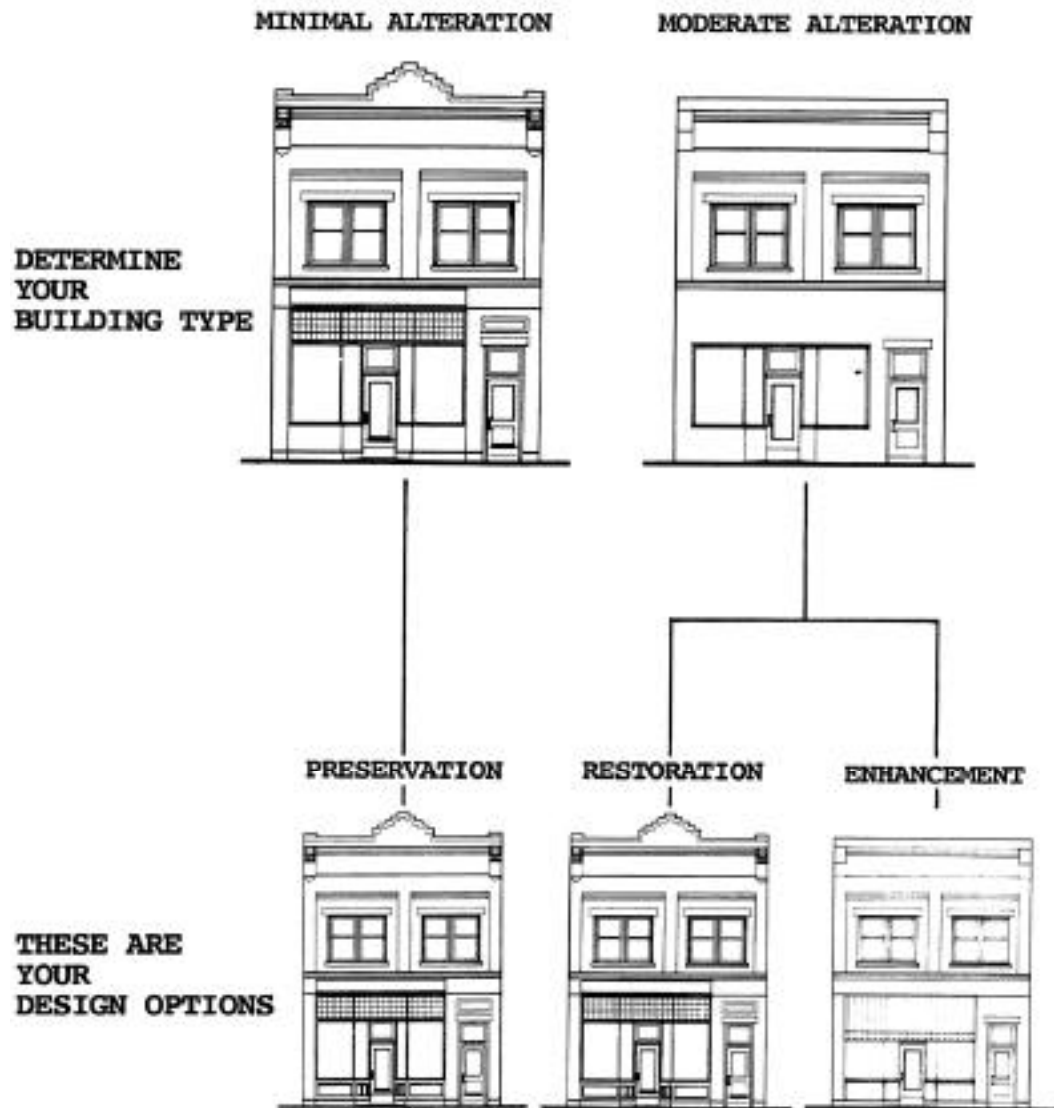 MINIMAL ALTERATION
MODERATE ALTERATION
DETERMINE
YOUR
BUILDING TYPE
PRESERVATION
RESTORATION
ENHANCEMENT
THESE ARE
YOUR
DESIGN OPTIONS